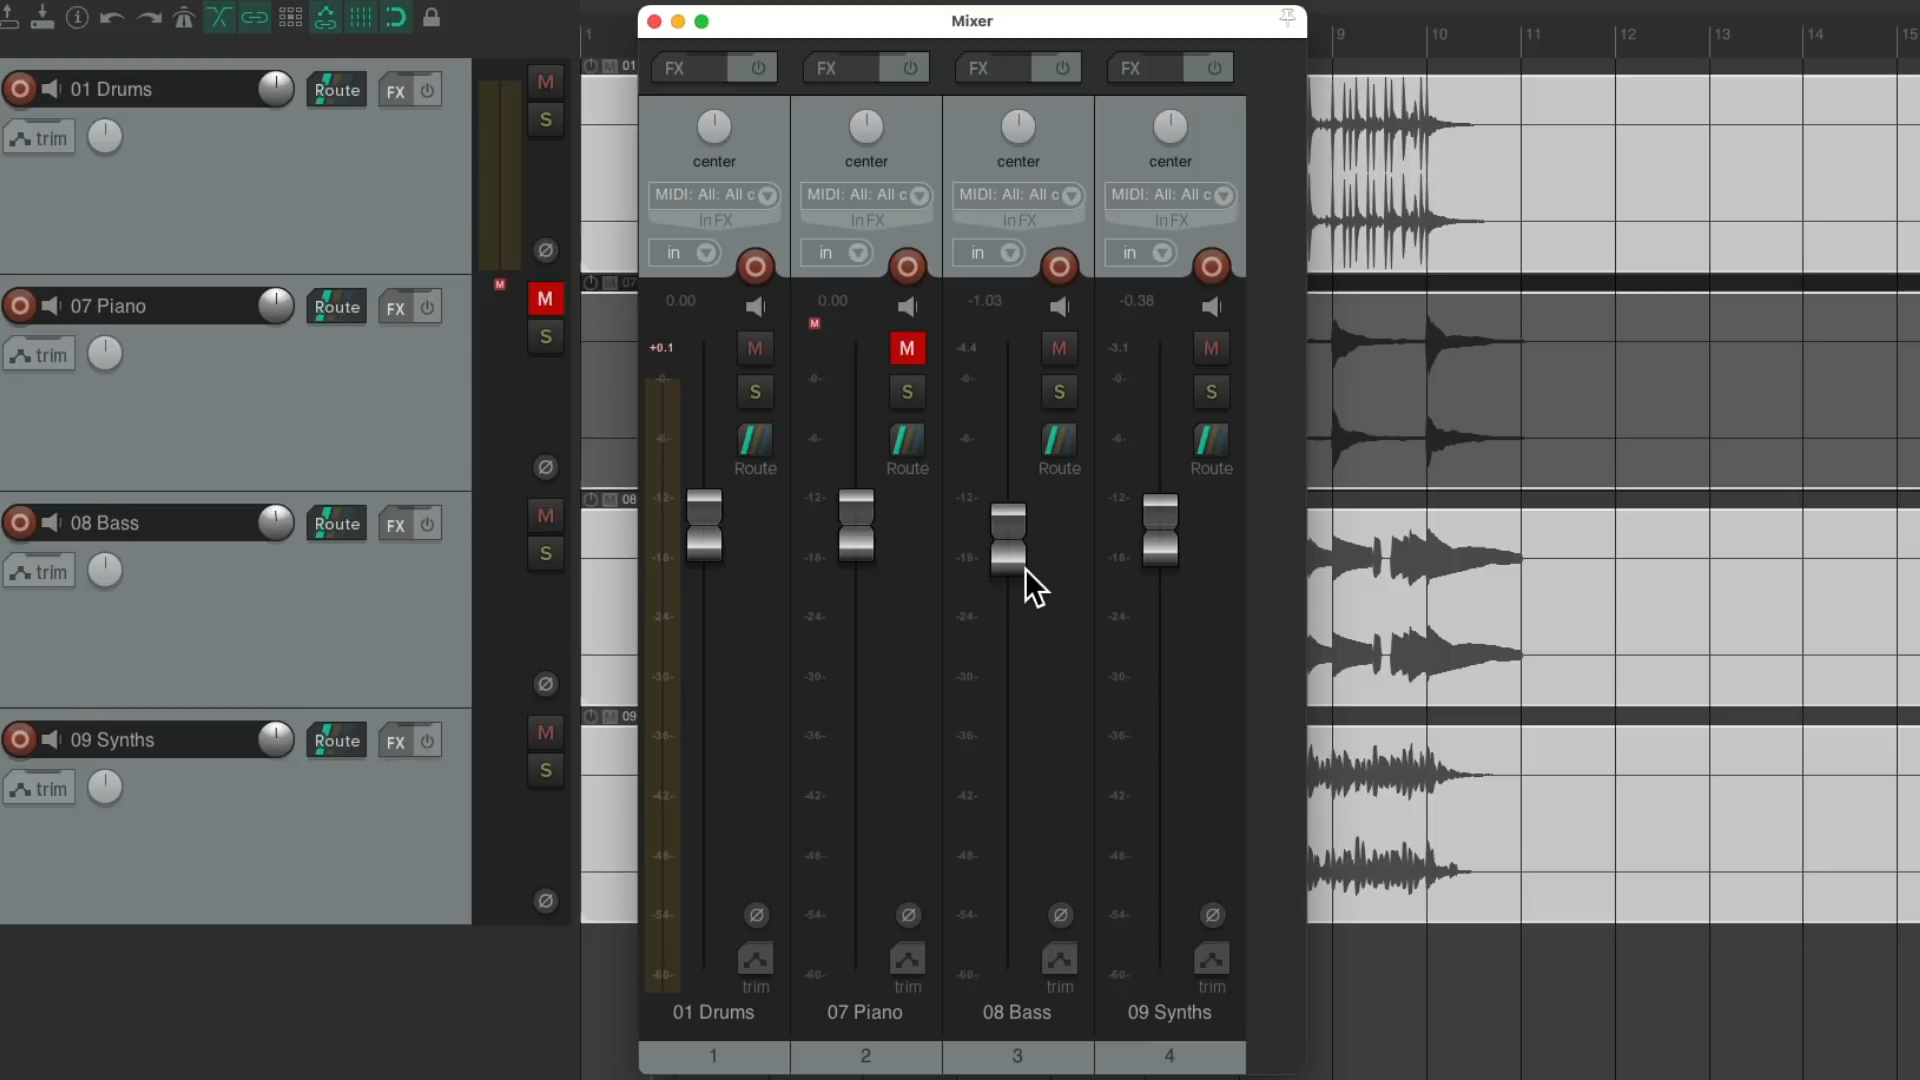 Mixer
1 9 10 11 12 13 14 15
01 Drums Route FX M
S
trim
07 Piano Route FX M
S
trim
08 Bass Route FX M
S
trim
09 Synths Route FX M
S
trim
M
01
07
08
09
FX FX FX FX
center center center center
MIDI: All: All c MIDI: All: All c MIDI: All: All c MIDI: All: All c
In FX In FX In FX In FX
in in in in
0.00 0.00 -1.03 -0.38
M
+0.1 M M -4.4 M -3.1 M
-0- -0- -0- -0-
S S S S
-6- -6- -6- -6-
Route Route Route Route
-12- -12- -12- -12-
-18- -18- -18- -18-
-24- -24- -24- -24-
-30- -30- -30- -30-
-36- -36- -36- -36-
-42- -42- -42- -42-
-48- -48- -48- -48-
-54- -54- -54- -54-
-60- -60- -60- -60-
trim trim trim trim
01 Drums 07 Piano 08 Bass 09 Synths
1 2 3 4